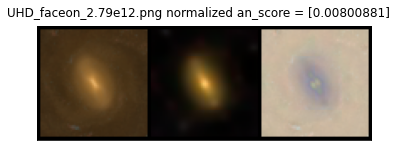 UHD_faceon_2.79e12.png normalized an_score = [0.00800881]